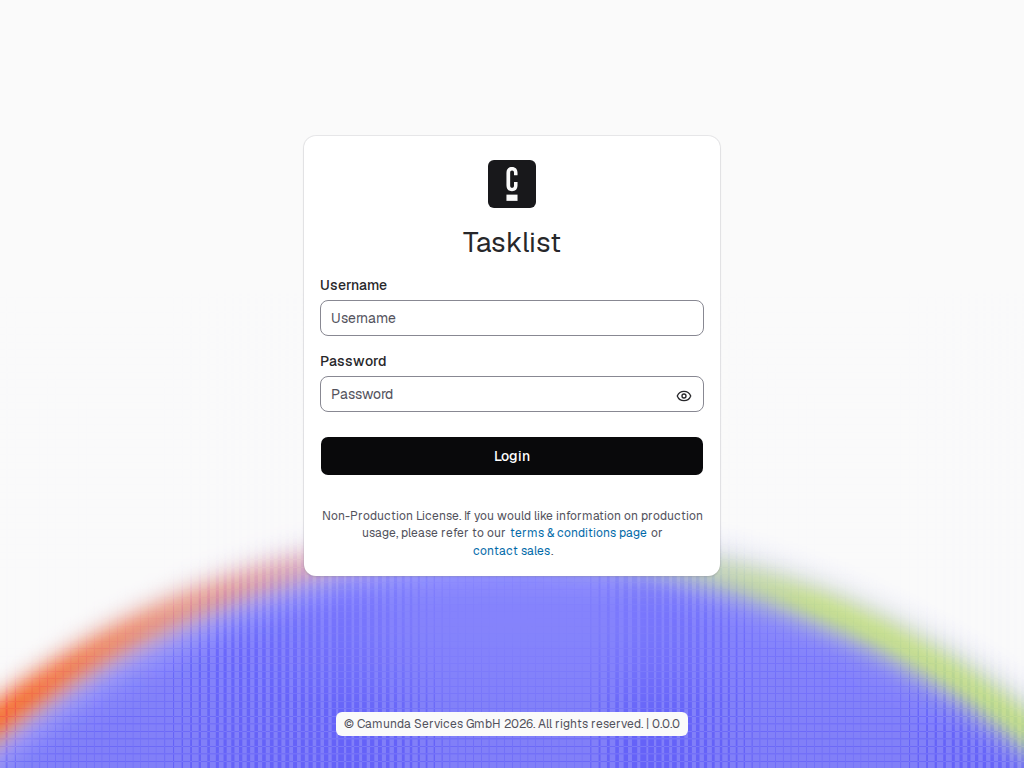 C
Tasklist
Username
Username
Password
Password
Login
Non-Production License. If you would like information on production
usage, please refer to our terms & conditions page or
contact sales.
© Camunda Services GmbH 2026. All rights reserved. | 0.0.0